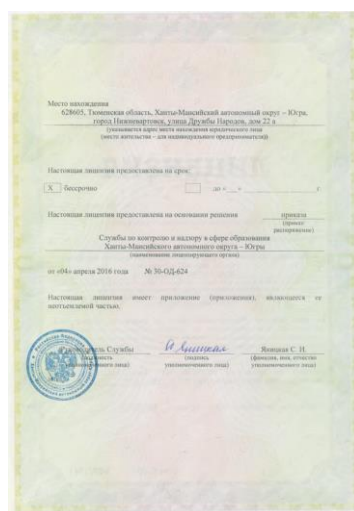 Место нахождения
628605, Тюменская область, Ханты-Мансийский автономный округ – Югра,
город Нижневартовск, улица Дружбы Народов, дом 22 а
(указывается адрес места нахождения юридического лица
(место жительства – для индивидуального предпринимателя))
Настоящая лицензия предоставлена на срок:
X бессрочно до « » г.
Настоящая лицензия предоставлена на основании решения приказа
(приказ/
распоряжение)
Службы по контролю и надзору в сфере образования
Ханты-Мансийского автономного округа – Югры
(наименование лицензирующего органа)
от «04» апреля 2016 года № 30-ОД-624
Настоящая лицензия имеет приложение (приложения), являющееся ее
неотъемлемой частью.
Руководитель Службы Яницкая С. И.
(должность (подпись (фамилия, имя, отчество
уполномоченного лица) уполномоченного лица) уполномоченного лица)